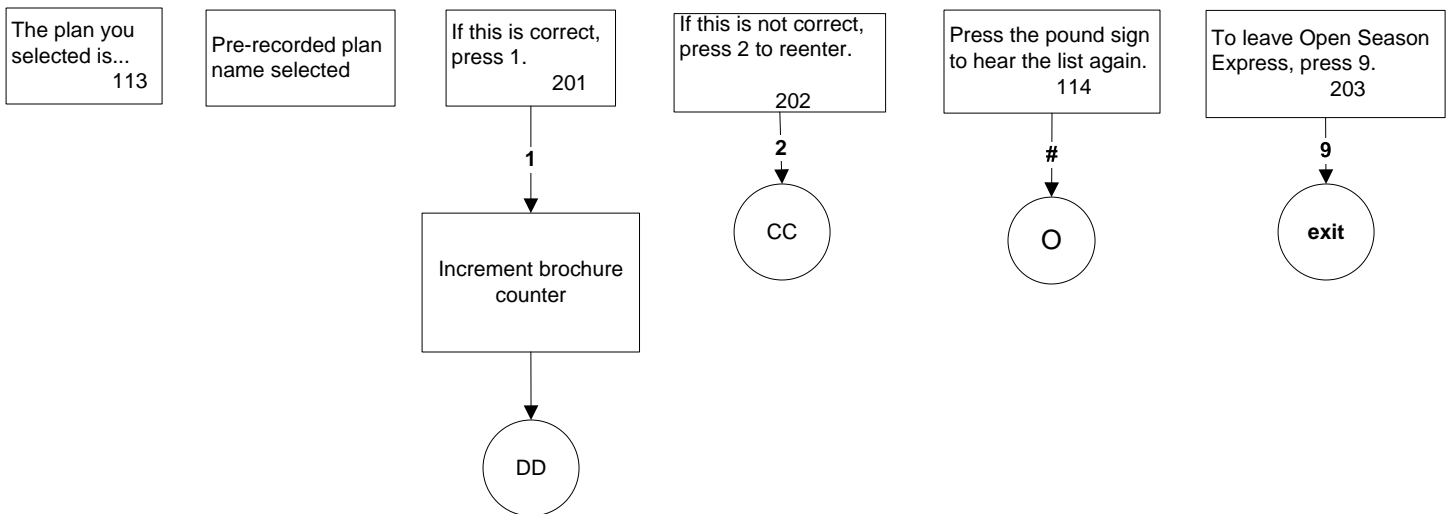 The plan you
selected is...
113
Pre-recorded plan
name selected
If this is correct,
press 1.
201
If this is not correct,
press 2 to reenter.
202
Press the pound sign
to hear the list again.
114
To leave Open Season
Express, press 9.
203
1
2
#
9
Increment brochure
counter
CC
O
exit
DD